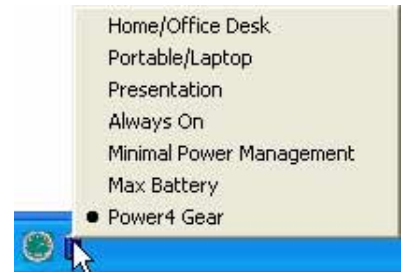 Home/Office Desk
Portable/Laptop
Presentation
Always On
Minimal Power Management
Max Battery
Power4 Gear